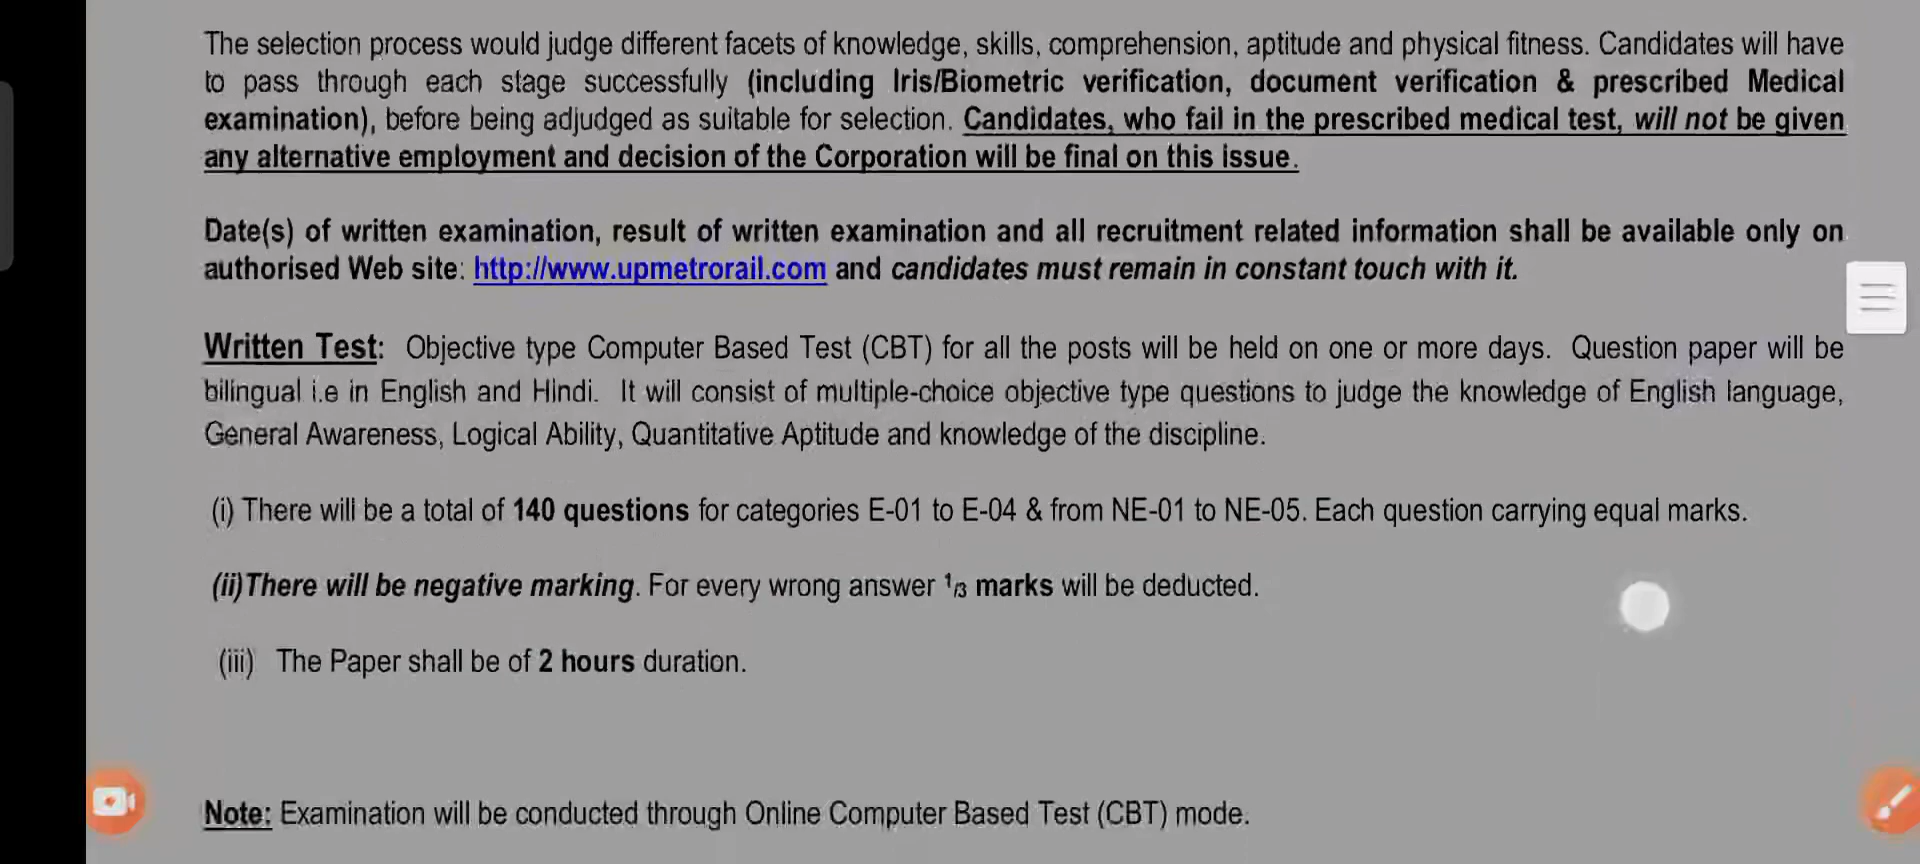 The selection process would judge different facets of knowledge, skills, comprehension, aptitude and physical fitness. Candidates will have
to pass through each stage successfully (including Iris/Biometric verification, document verification & prescribed Medical
examination), before being adjudged as suitable for selection. Candidates, who fail in the prescribed medical test, will not be given
any alternative employment and decision of the Corporation will be final on this issue.
Date(s) of written examination, result of written examination and all recruitment related information shall be available only on
authorised Web site: http://www.upmetrorail.com and candidates must remain in constant touch with it.
Written Test: Objective type Computer Based Test (CBT) for all the posts will be held on one or more days. Question paper will be
bilingual i.e in English and Hindi. It will consist of multiple-choice objective type questions to judge the knowledge of English language,
General Awareness, Logical Ability, Quantitative Aptitude and knowledge of the discipline.
(i) There will be a total of 140 questions for categories E-01 to E-04 & from NE-01 to NE-05. Each question carrying equal marks.
(ii) There will be negative marking. For every wrong answer 1/3 marks will be deducted.
(iii) The Paper shall be of 2 hours duration.
Note: Examination will be conducted through Online Computer Based Test (CBT) mode.